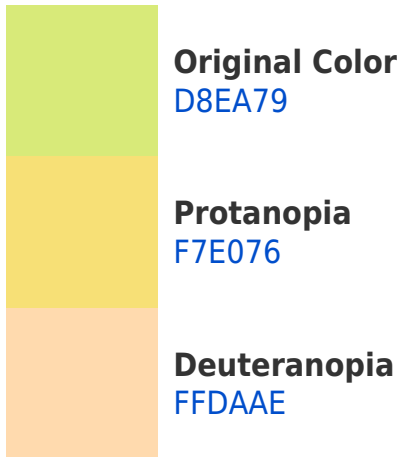 Original Color
D8EA79
Protanopia
F7E076
Deuteranopia
FFDAAE